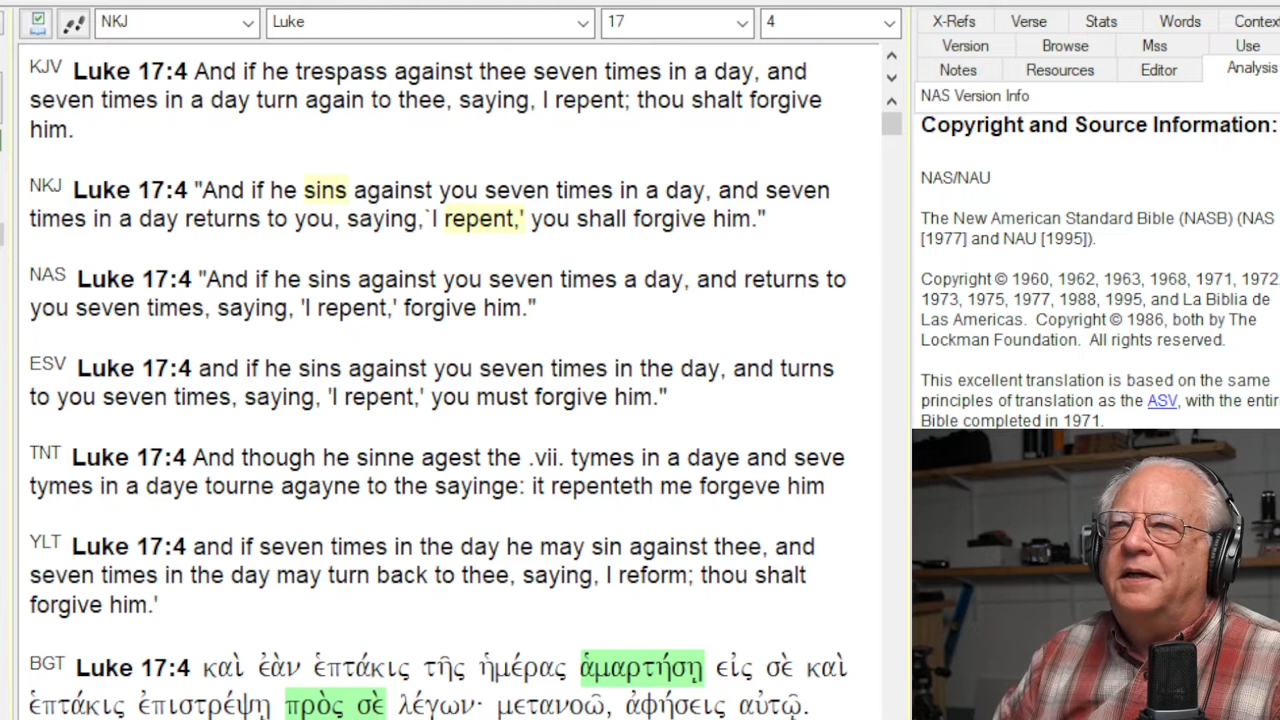 NKJ Luke 17 4
KJV Luke 17:4 And if he trespass against thee seven times in a day, and
seven times in a day turn again to thee, saying, I repent; thou shalt forgive
him.
NKJ Luke 17:4 "And if he sins against you seven times in a day, and seven
times in a day returns to you, saying,`I repent,' you shall forgive him."
NAS Luke 17:4 "And if he sins against you seven times a day, and returns to
you seven times, saying, 'I repent,' forgive him."
ESV Luke 17:4 and if he sins against you seven times in the day, and turns
to you seven times, saying, 'I repent,' you must forgive him."
TNT Luke 17:4 And though he sinne agest the .vii. tymes in a daye and seve
tymes in a daye tourne agayne to the sayinge: it repenteth me forgeve him
YLT Luke 17:4 and if seven times in the day he may sin against thee, and
seven times in the day may turn back to thee, saying, I reform; thou shalt
forgive him.'
BGT Luke 17:4 καὶ ἐὰν ἑπτάκις τῆς ἡμέρας ἁμαρτήσῃ εἰς σὲ καὶ
ἑπτάκις ἐπιστρέψῃ πρὸς σὲ λέγων· μετανοῶ, ἀφήσεις αὐτῷ.
X-Refs Verse Stats Words Contex
Version Browse Mss Use
Notes Resources Editor Analysis
NAS Version Info
Copyright and Source Information:
NAS/NAU
The New American Standard Bible (NASB) (NAS
[1977] and NAU [1995]).
Copyright © 1960, 1962, 1963, 1968, 1971, 1972
1973, 1975, 1977, 1988, 1995, and La Biblia de
Las Americas. Copyright © 1986, both by The
Lockman Foundation. All rights reserved.
This excellent translation is based on the same
principles of translation as the ASV, with the entir
Bible completed in 1971.